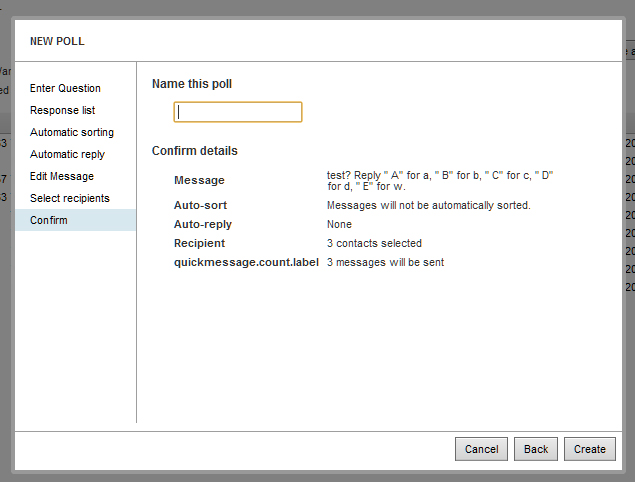 NEW POLL
Enter Question
Response list
Automatic sorting
Automatic reply
Edit Message
Select recipients
Confirm
Name this poll
Confirm details
Message test? Reply " A" for a, " B" for b, " C" for c, " D"
for d, " E" for w.
Auto-sort Messages will not be automatically sorted.
Auto-reply None
Recipient 3 contacts selected
quickmessage.count.label 3 messages will be sent
Cancel Back Create